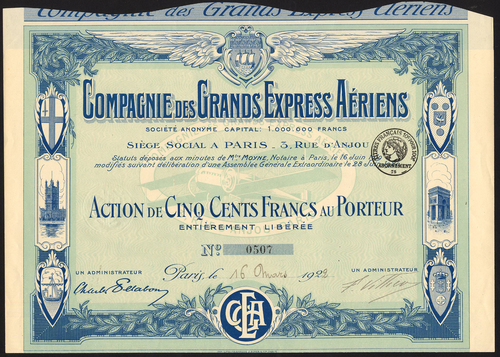 Compagnie des Grands Express Aériens
COMPAGNIE DES GRANDS EXPRESS AÉRIENS
SOCIÉTÉ ANONYME CAPITAL: 1.000.000 FRANCS
SIÈGE SOCIAL A PARIS - 3, RUE D'ANJOU
Statuts déposés aux minutes de Mtre MOYNE, Notaire à Paris, le 16 Juin
modifiés suivant délibération d'une Assemblée Générale Extraordinaire le 28
ABONNEMENT
ACTION DE CINQ CENTS FRANCS AU PORTEUR
ENTIÈREMENT LIBÉRÉE
No 0507
Paris, le 16 Mars 1922
UN ADMINISTRATEUR
UN ADMINISTRATEUR
CGEA